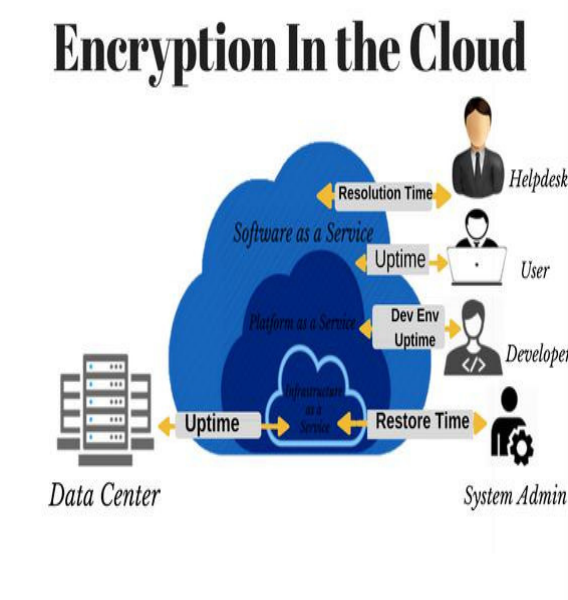 Encryption In the Cloud
Resolution Time
Helpdesk
Software as a Service
Uptime
User
Platform as a Service
Dev Env
Uptime
Developer
Infrastructure
as a
Service
Uptime
Restore Time
Data Center
System Admin